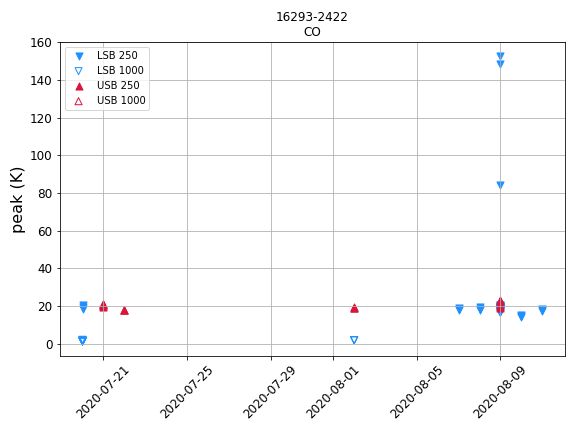 16293-2422
CO
LSB 250
LSB 1000
USB 250
USB 1000
peak (K)
160
140
120
100
80
60
40
20
0
2020-07-21
2020-07-25
2020-07-29
2020-08-01
2020-08-05
2020-08-09